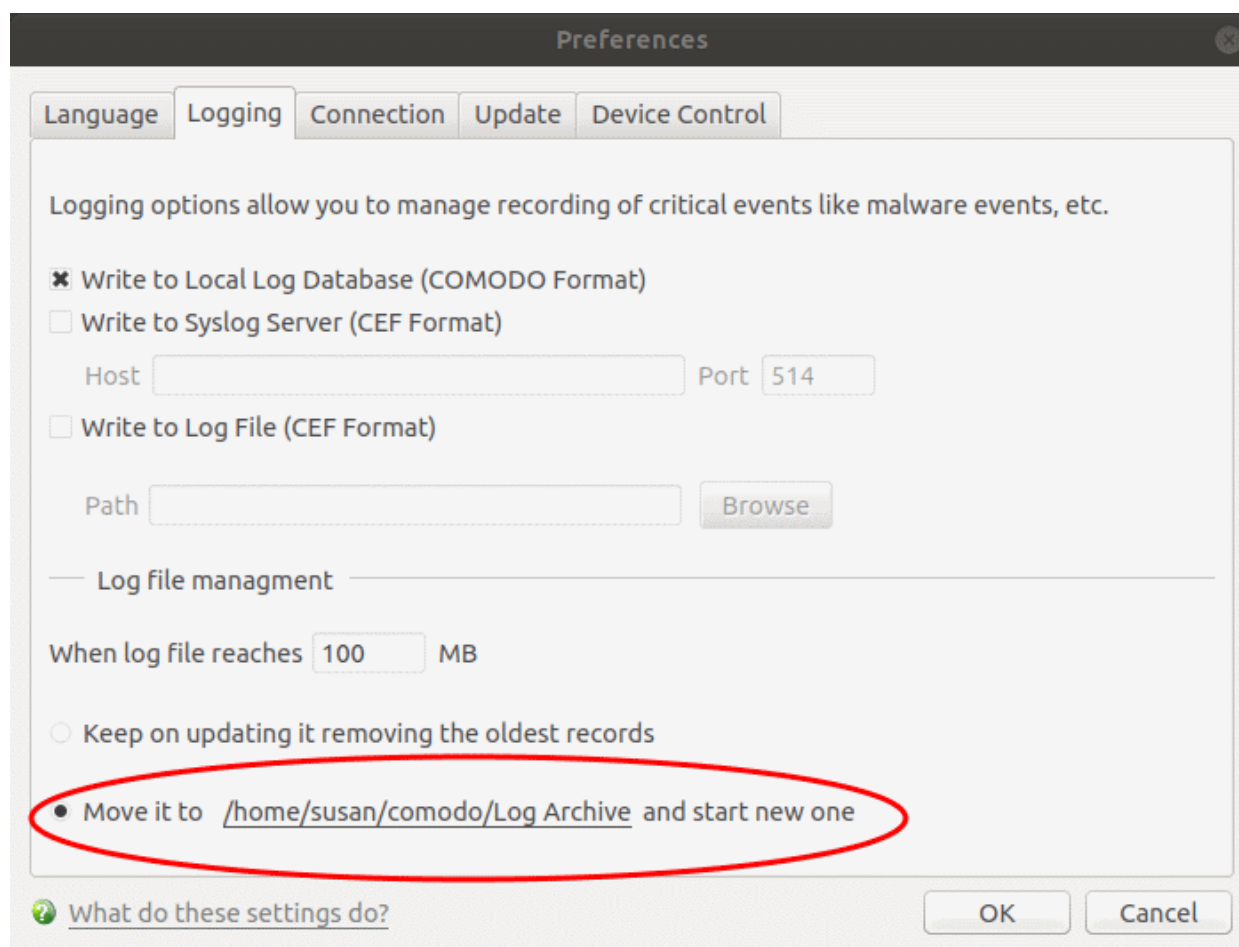 Preferences
Language Logging Connection Update Device Control
Logging options allow you to manage recording of critical events like malware events, etc.
Write to Local Log Database (COMODO Format)
Write to Syslog Server (CEF Format)
Host Port 514
Write to Log File (CEF Format)
Path Browse
Log file managment
When log file reaches 100 MB
Keep on updating it removing the oldest records
Move it to /home/susan/comodo/Log Archive and start new one
What do these settings do? OK Cancel